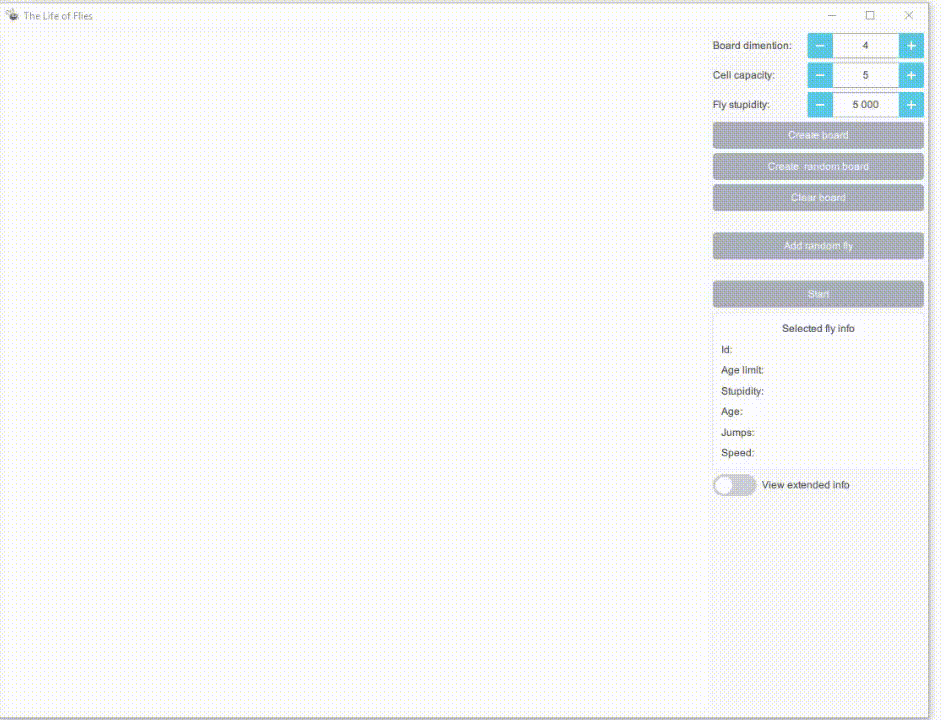 The Life of Flies
Board dimention: − 4 +
Cell capacity: − 5 +
Fly stupidity: − 5 000 +
Create board
Create random board
Clear board
Add random fly
Start
Selected fly info
Id:
Age limit:
Stupidity:
Age:
Jumps:
Speed:
View extended info